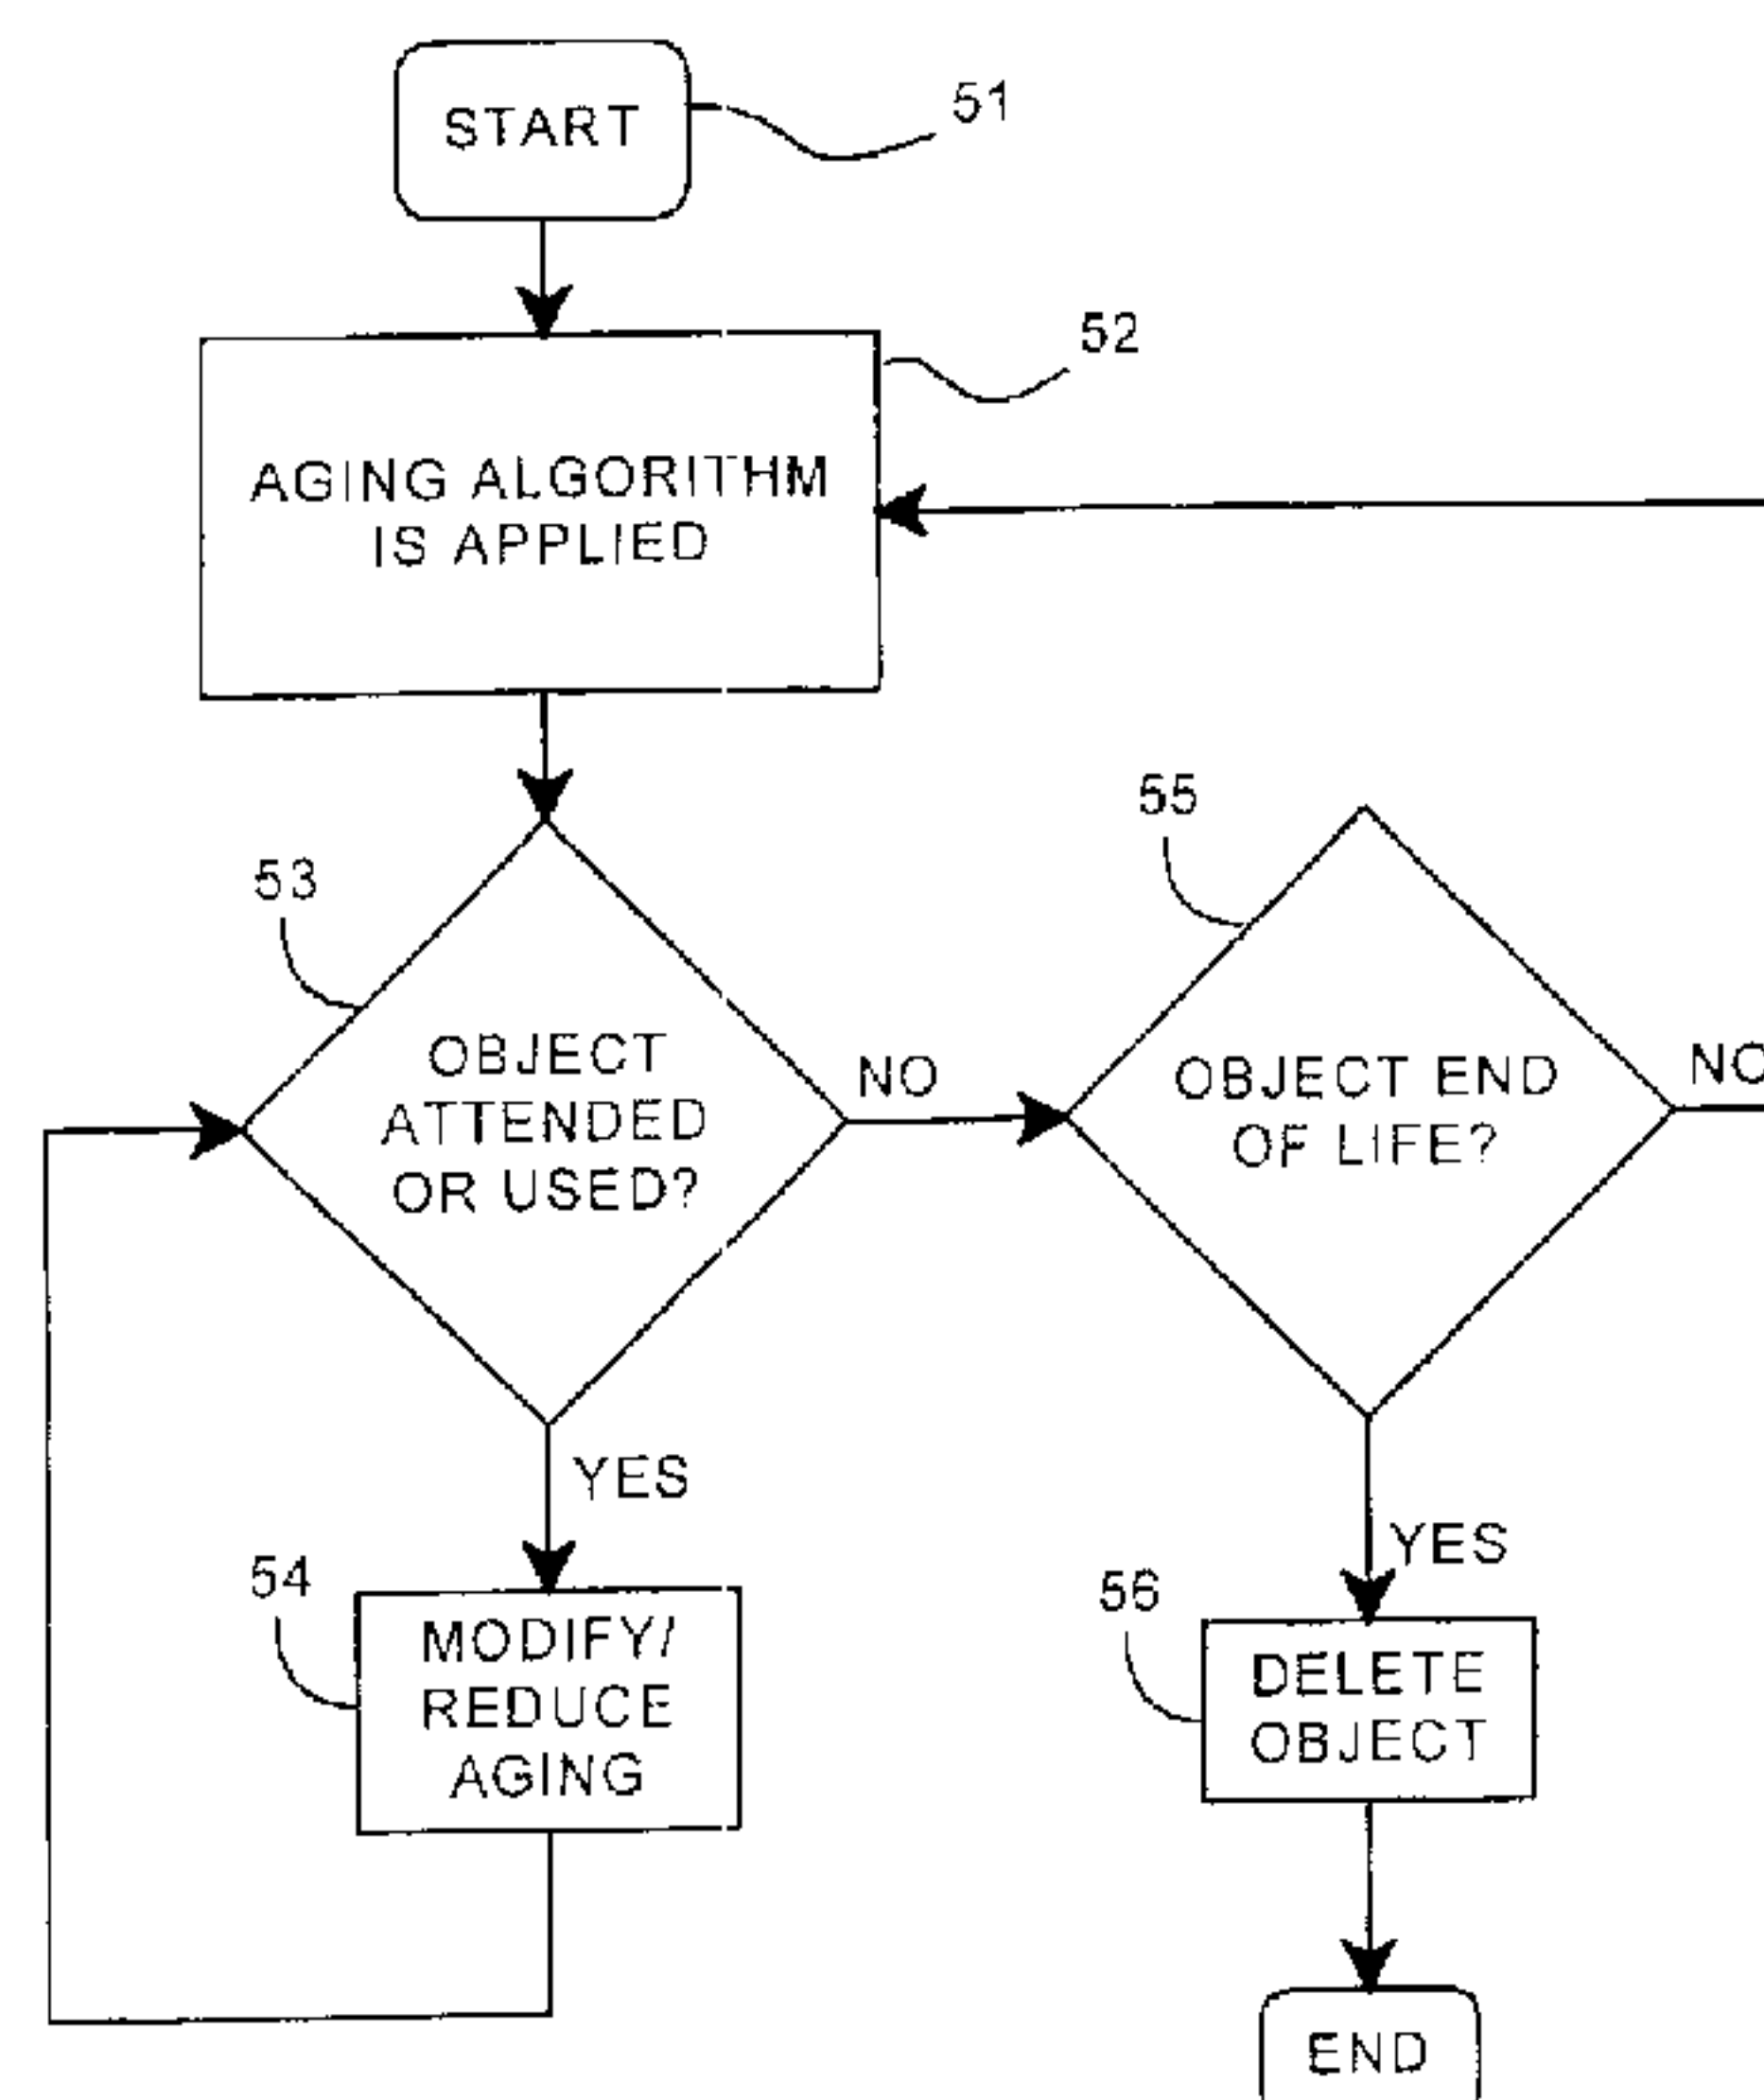 START
51
52
AGING ALGORITHM
IS APPLIED
53
OBJECT
ATTENDED
OR USED?
NO
55
OBJECT END
OF LIFE?
NO
YES
YES
54
MODIFY/
REDUCE
AGING
56
DELETE
OBJECT
END